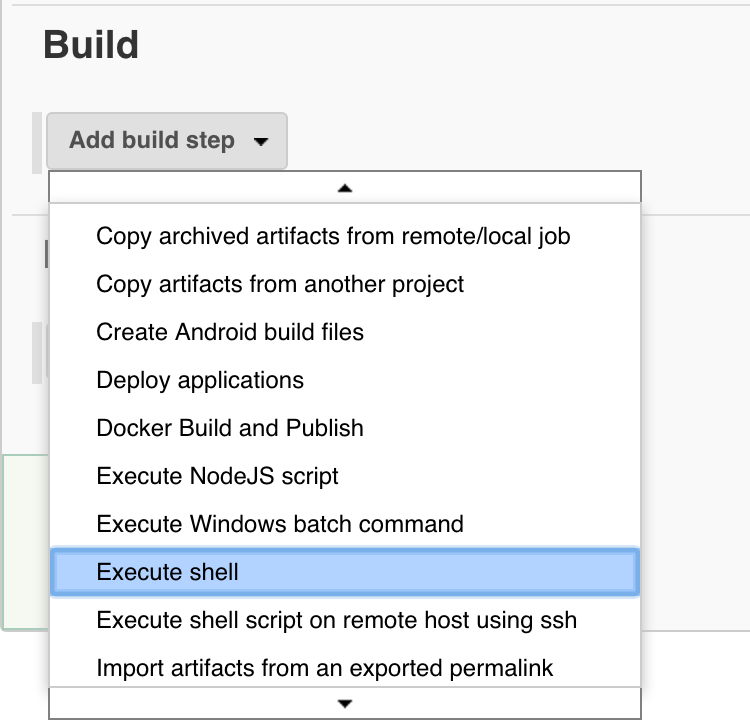 Build
Add build step
Copy archived artifacts from remote/local job
Copy artifacts from another project
Create Android build files
Deploy applications
Docker Build and Publish
Execute NodeJS script
Execute Windows batch command
Execute shell
Execute shell script on remote host using ssh
Import artifacts from an exported permalink